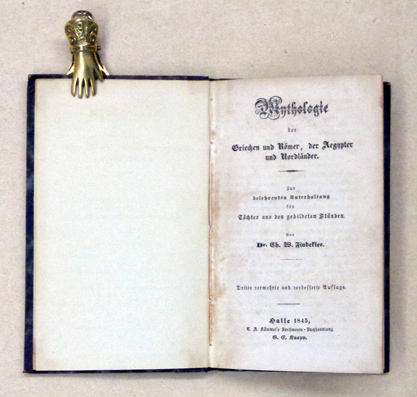 Mythologie
der
Griechen und Römer, der Aegypter
und Nordländer.
Zur
belehrenden Unterhaltung
für
Töchter aus den gebildeten Ständen.
Von
Dr. Ch. W. Findeklee.
Dritte vermehrte und verbesserte Auflage.
Halle 1845,
C. A. Kümmel's Sortiments-Buchhandlung
G. C. Knapp.